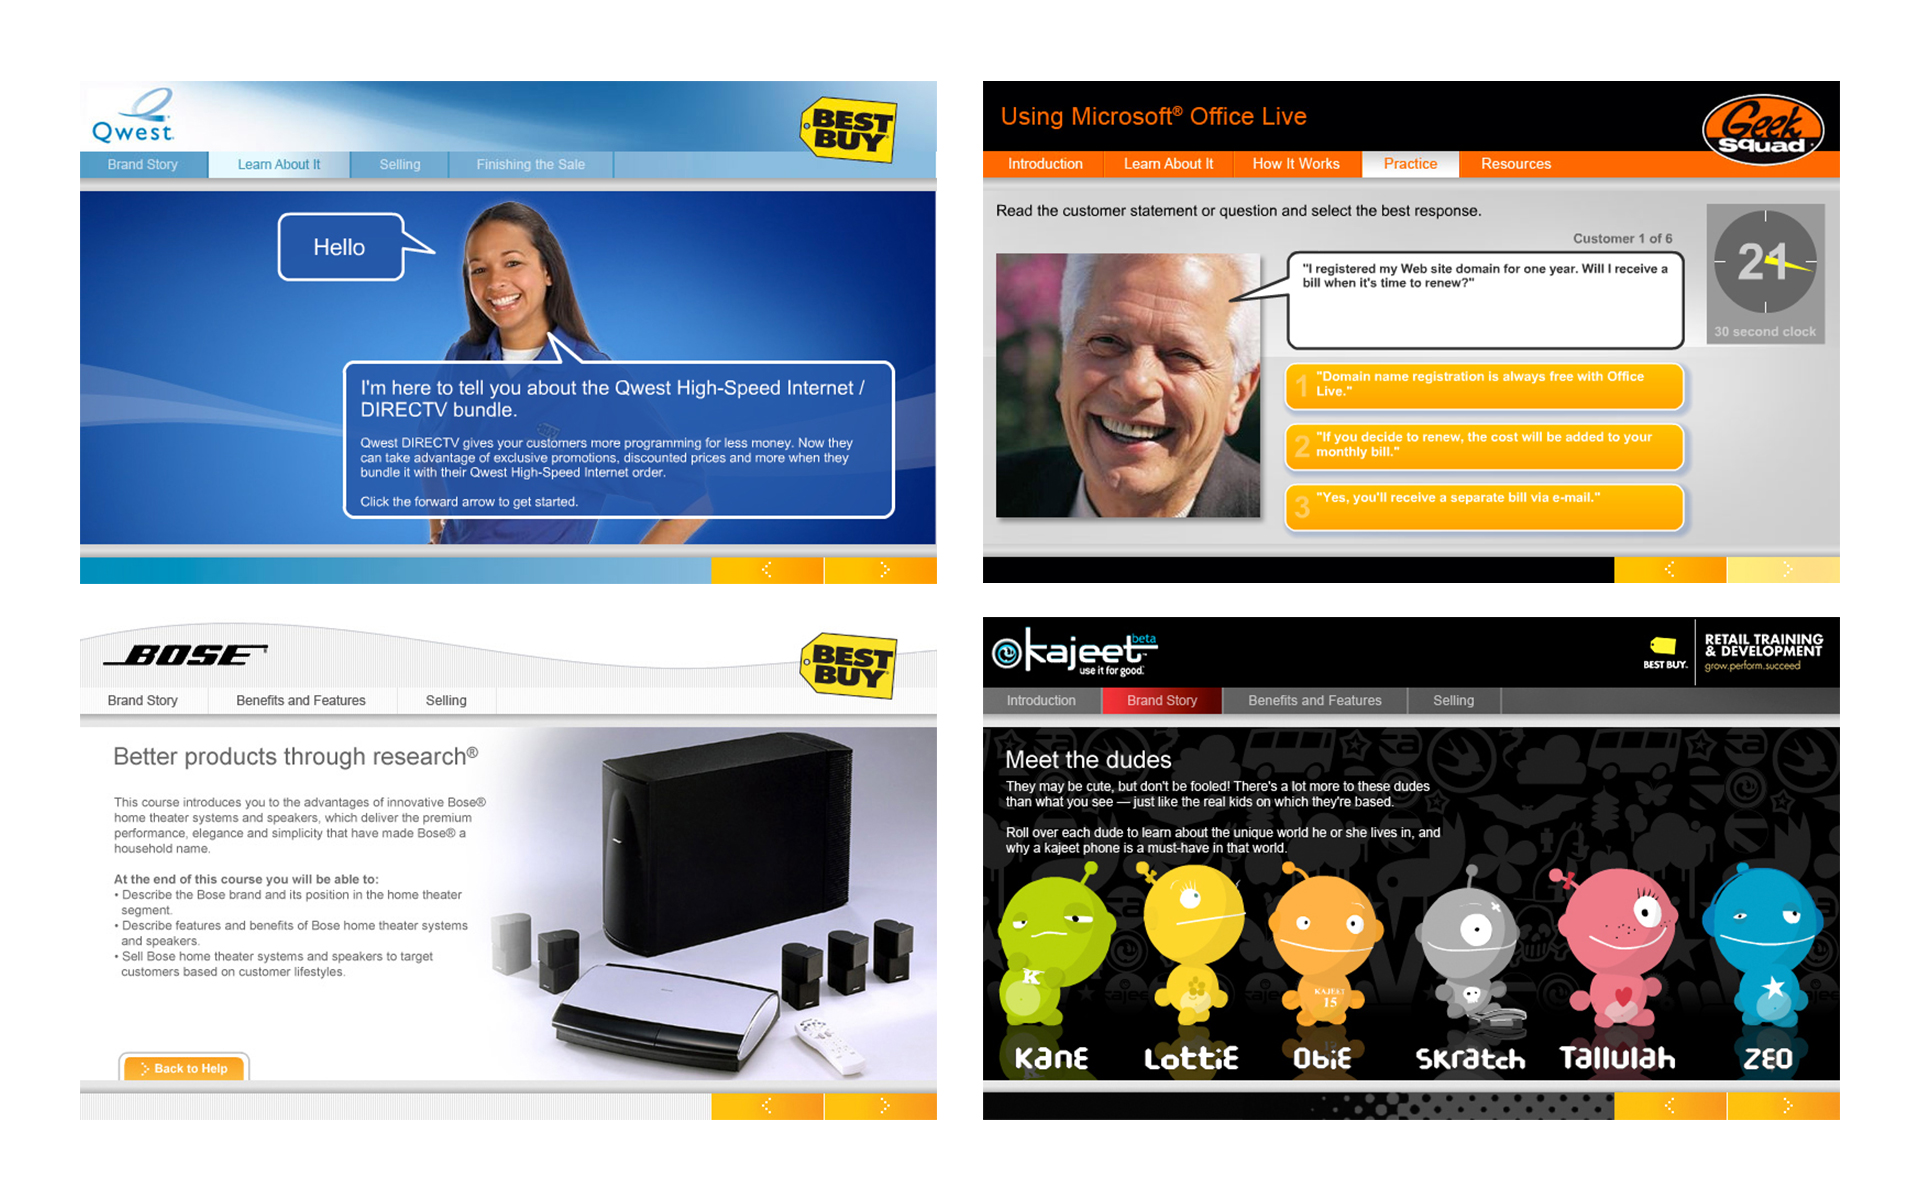 Qwest
BEST
BUY
Brand Story
Learn About It
Selling
Finishing the Sale
Hello
I'm here to tell you about the Qwest High-Speed Internet /
DIRECTV bundle.
Qwest DIRECTV gives your customers more programming for less money. Now they
can take advantage of exclusive promotions, discounted prices and more when they
bundle it with their Qwest High-Speed Internet order.
Click the forward arrow to get started.
Using Microsoft® Office Live
Geek
Squad
Introduction
Learn About It
How It Works
Practice
Resources
Read the customer statement or question and select the best response.
Customer 1 of 6
"I registered my Web site domain for one year. Will I receive a
bill when it's time to renew?"
21
30 second clock
1 "Domain name registration is always free with Office
Live."
2 "If you decide to renew, the cost will be added to your
monthly bill."
3 "Yes, you'll receive a separate bill via e-mail."
BOSE
BEST
BUY
Brand Story
Benefits and Features
Selling
Better products through research®
This course introduces you to the advantages of innovative Bose®
home theater systems and speakers, which deliver the premium
performance, elegance and simplicity that have made Bose® a
household name.
At the end of this course you will be able to:
• Describe the Bose brand and its position in the home theater
segment.
• Describe features and benefits of Bose home theater systems
and speakers.
• Sell Bose home theater systems and speakers to target
customers based on customer lifestyles.
Back to Help
kajeet beta
use it for good.
BEST BUY.
RETAIL TRAINING
& DEVELOPMENT
grow.perform.succeed
Introduction
Brand Story
Benefits and Features
Selling
Meet the dudes
They may be cute, but don't be fooled! There's a lot more to these dudes
than what you see — just like the real kids on which they're based.
Roll over each dude to learn about the unique world he or she lives in, and
why a kajeet phone is a must-have in that world.
K
KAJEET
15
KanE
LottiE
ObiE
SKratch
Tallulah
ZEO